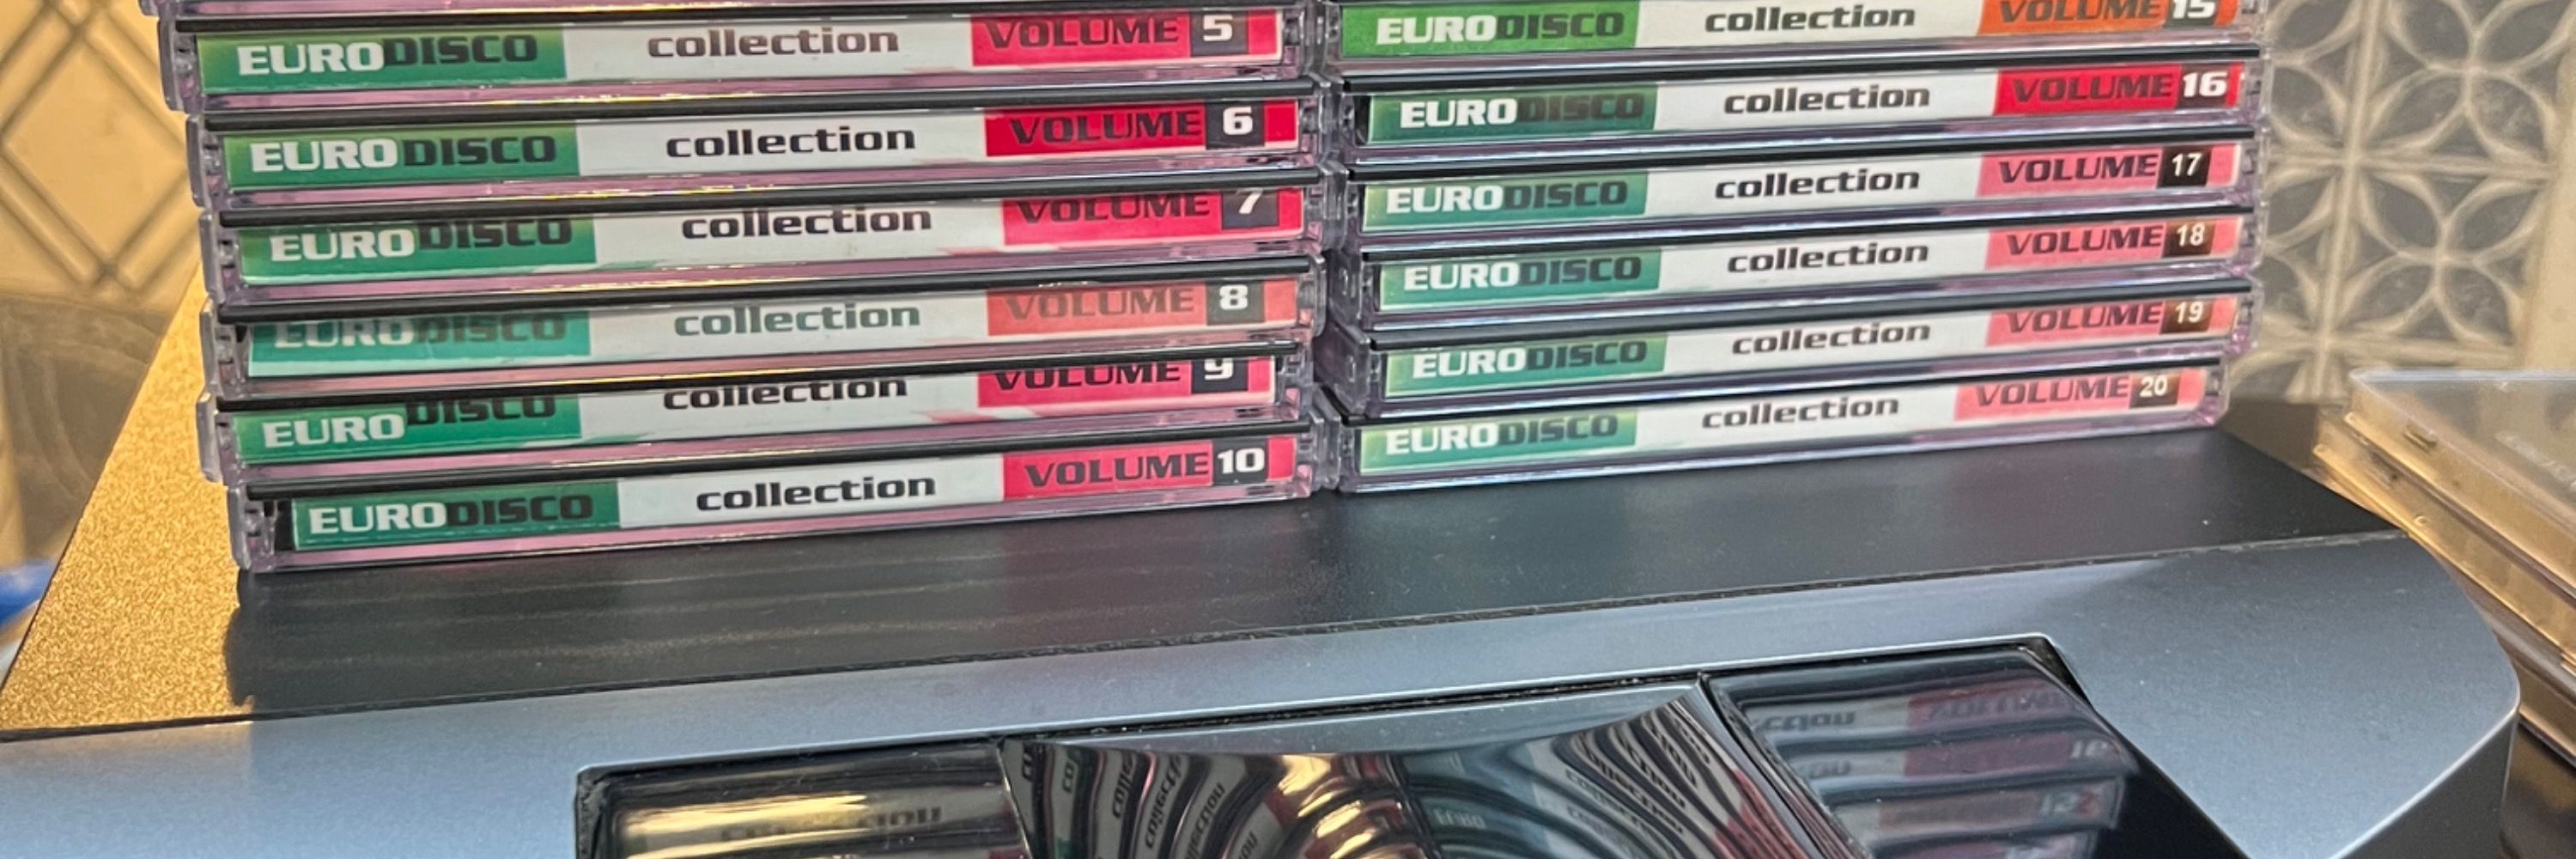 EURODISCO collection VOLUME 5
EURODISCO collection VOLUME 6
EURODISCO collection VOLUME 7
EURODISCO collection VOLUME 8
EURODISCO collection VOLUME 9
EURODISCO collection VOLUME 10
EURODISCO collection VOLUME 15
EURODISCO collection VOLUME 16
EURODISCO collection VOLUME 17
EURODISCO collection VOLUME 18
EURODISCO collection VOLUME 19
EURODISCO collection VOLUME 20